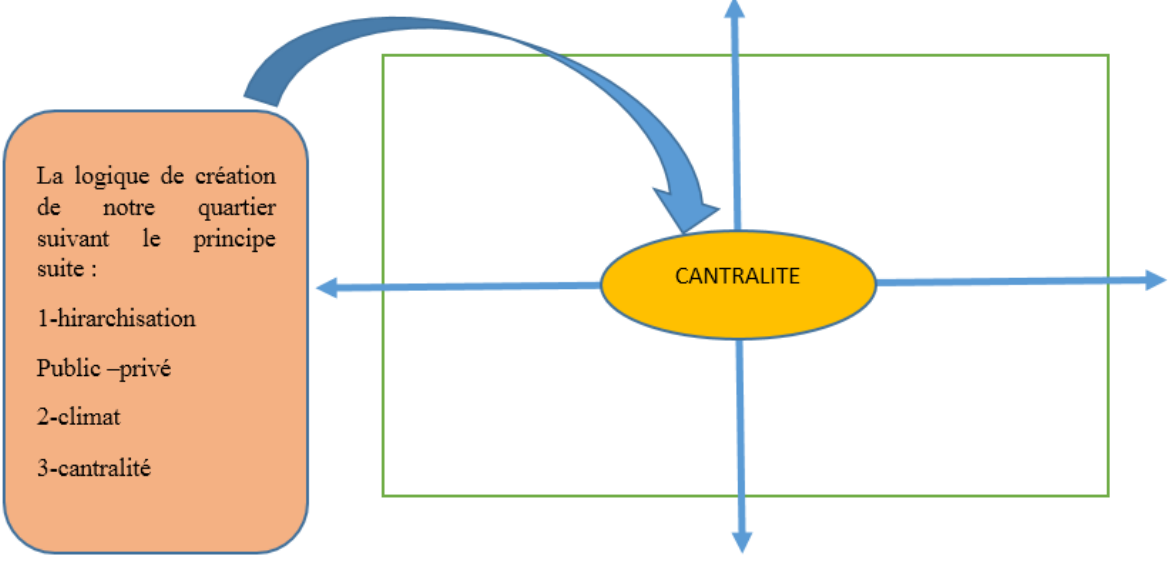 La logique de création
de notre quartier
suivant le principe
suite :
1-hirarchisation
Public –privé
2-climat
3-cantralité
CANTRALITE